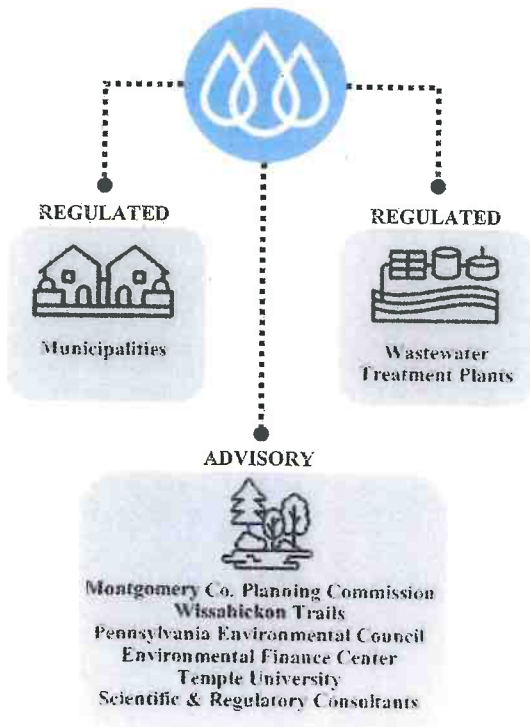 REGULATED
Municipalities
REGULATED
Wastewater
Treatment Plants
ADVISORY
Montgomery Co. Planning Commission
Wissahickon Trails
Pennsylvania Environmental Council
Environmental Finance Center
Temple University
Scientific & Regulatory Consultants